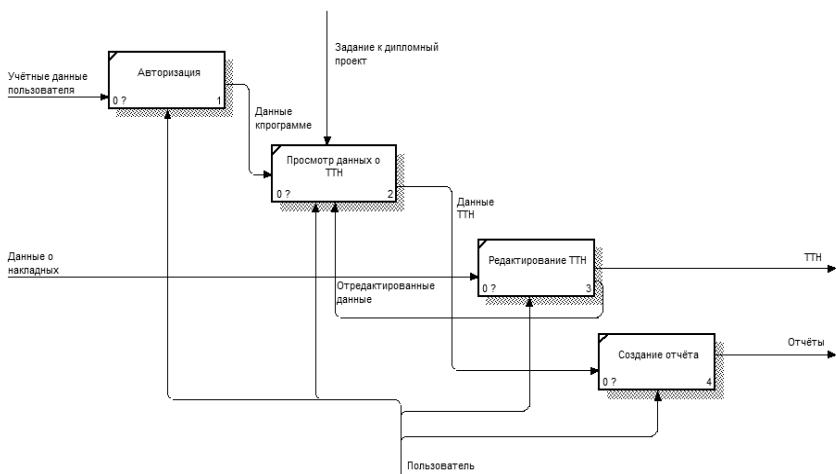 Задание к дипломный
проект
Учётные данные
пользователя
Авторизация
0 ?
1
Данные
кпрограмме
Просмотр данных о
ТТН
0 ?
2
Данные
ТТН
Данные о
накладных
Редактирование ТТН
0 ?
3
ТТН
Отредактированные
данные
Создание отчёта
0 ?
4
Отчёты
Пользователь